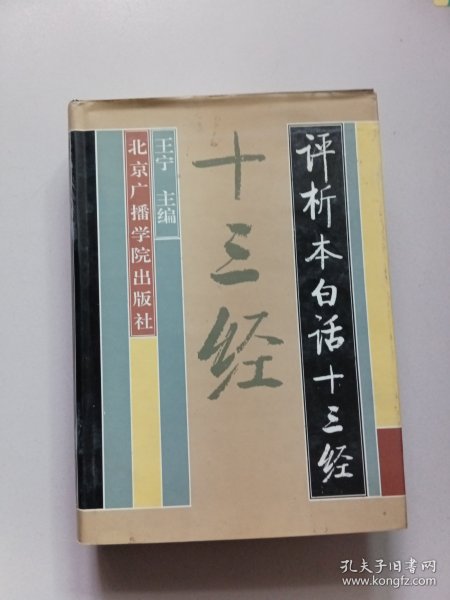 评析本白话十三经
十三经
王宁 主编
北京广播学院出版社
孔夫子旧书网
www.kongfz.com